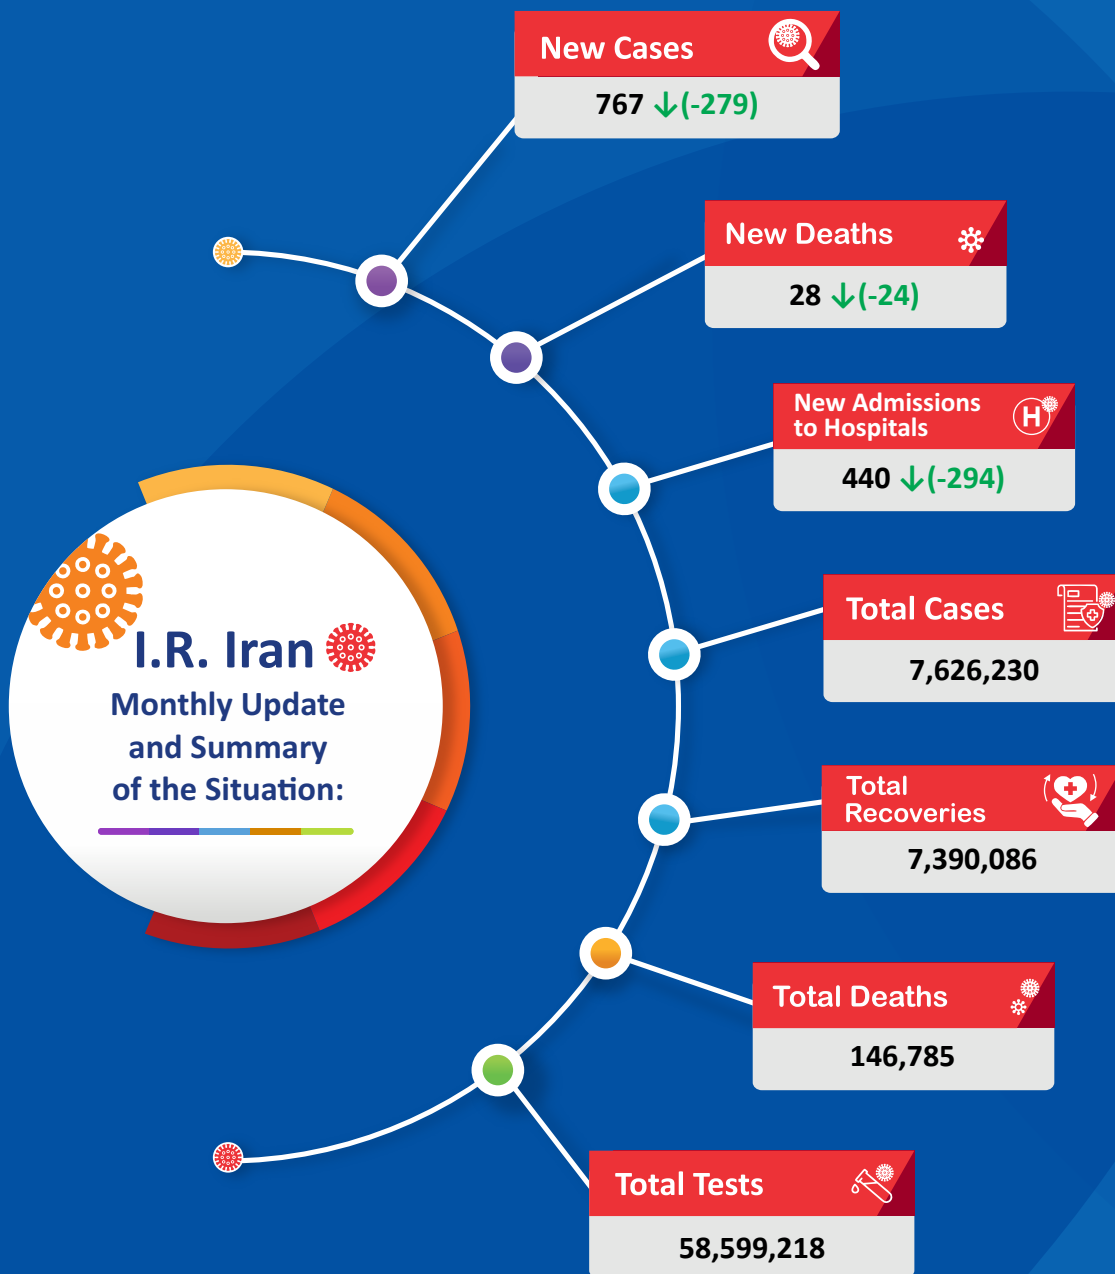 New Cases
767 ↓(-279)
New Deaths
28 ↓(-24)
New Admissions
to Hospitals
H
440 ↓(-294)
I.R. Iran
Monthly Update
and Summary
of the Situation:
Total Cases
7,626,230
Total
Recoveries
7,390,086
Total Deaths
146,785
Total Tests
58,599,218